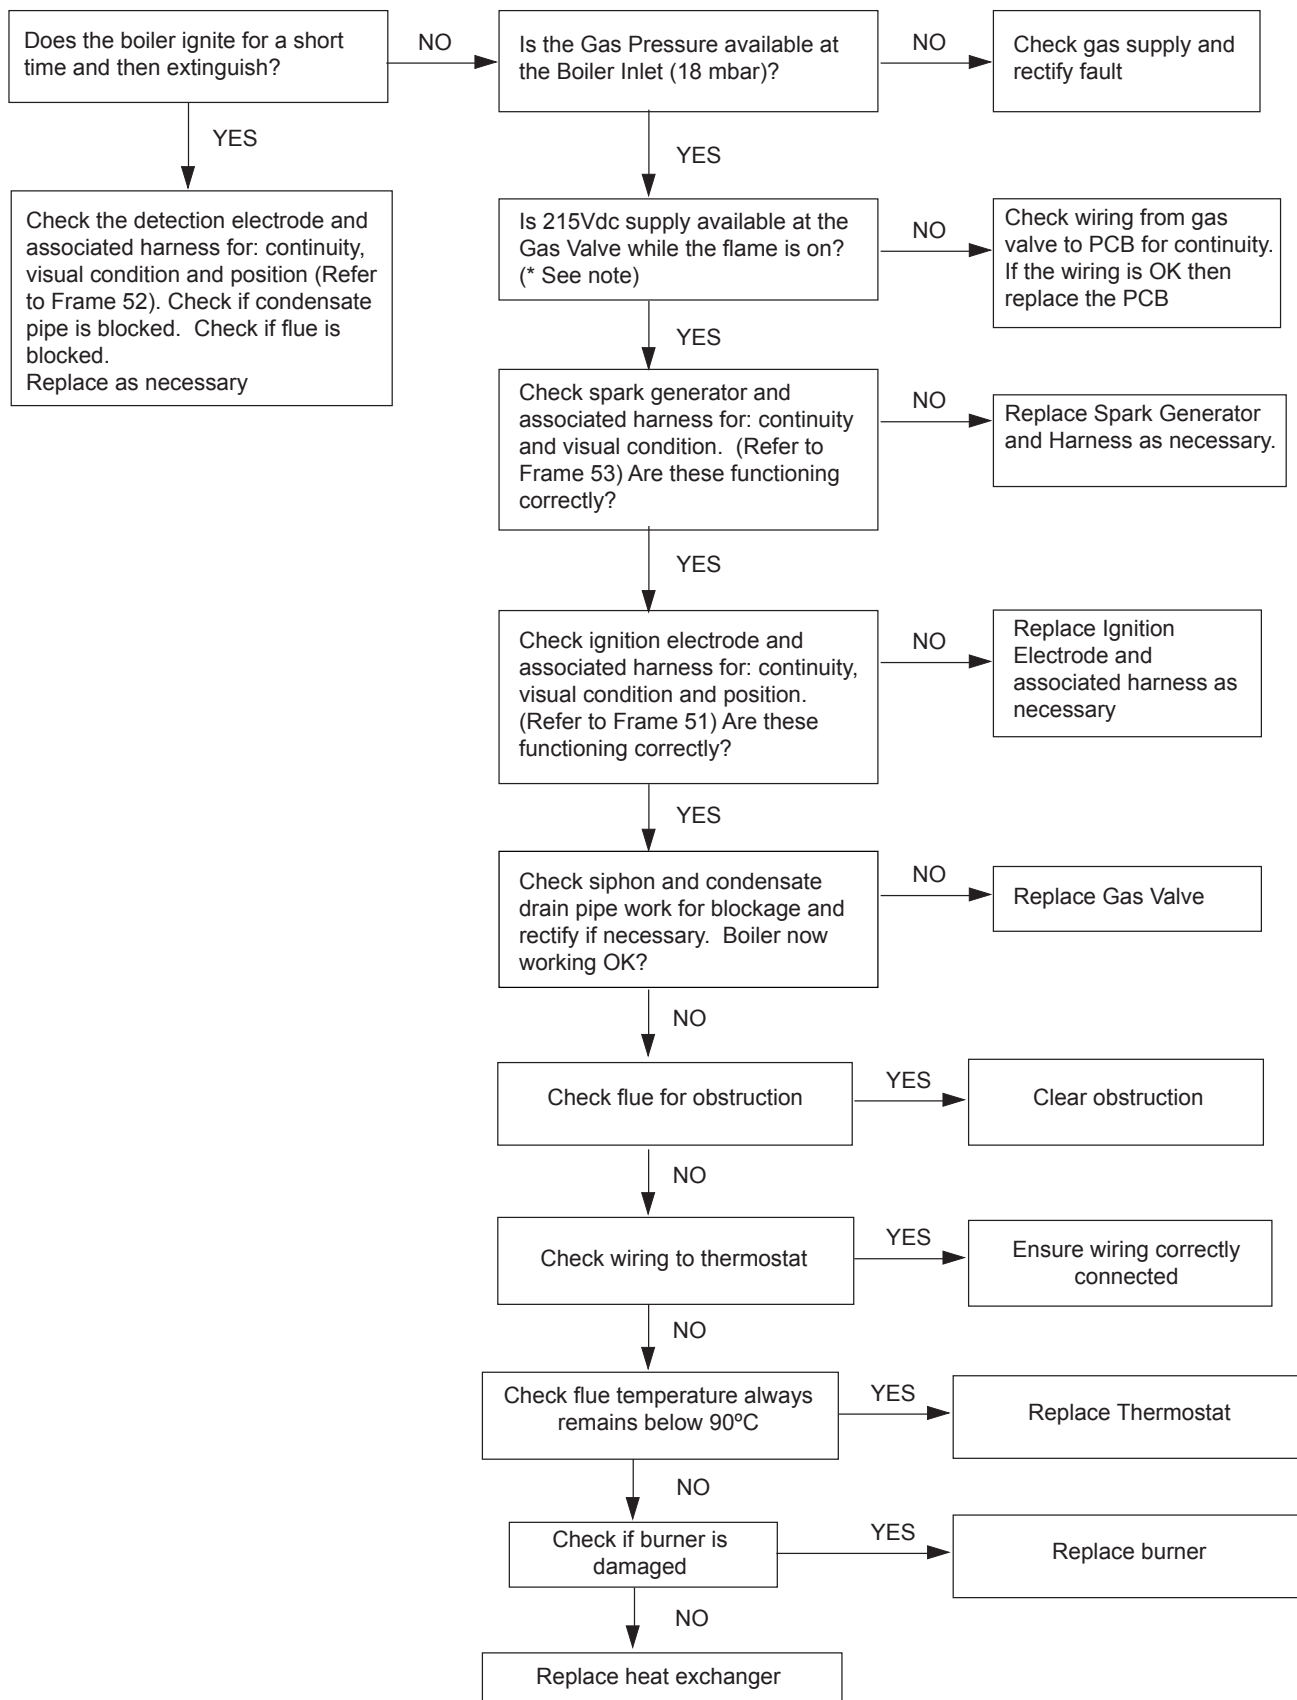 Does the boiler ignite for a short
time and then extinguish?
NO
Is the Gas Pressure available at
the Boiler Inlet (18 mbar)?
NO
Check gas supply and
rectify fault
YES
YES
Check the detection electrode and
associated harness for: continuity,
visual condition and position (Refer
to Frame 52). Check if condensate
pipe is blocked.  Check if flue is
blocked.
Replace as necessary
Is 215Vdc supply available at the
Gas Valve while the flame is on?
(* See note)
NO
Check wiring from gas
valve to PCB for continuity.
If the wiring is OK then
replace the PCB
YES
Check spark generator and
associated harness for: continuity
and visual condition.  (Refer to
Frame 53) Are these functioning
correctly?
NO
Replace Spark Generator
and Harness as necessary.
YES
Check ignition electrode and
associated harness for: continuity,
visual condition and position.
(Refer to Frame 51) Are these
functioning correctly?
NO
Replace Ignition
Electrode and
associated harness as
necessary
YES
Check siphon and condensate
drain pipe work for blockage and
rectify if necessary.  Boiler now
working OK?
NO
Replace Gas Valve
NO
Check flue for obstruction
YES
Clear obstruction
NO
Check wiring to thermostat
YES
Ensure wiring correctly
connected
NO
Check flue temperature always
remains below 90ºC
YES
Replace Thermostat
NO
Check if burner is
damaged
YES
Replace burner
NO
Replace heat exchanger